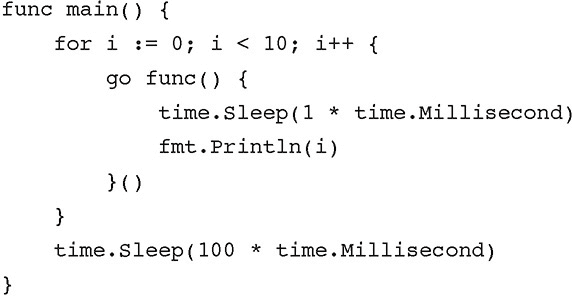 func main() {
    for i := 0; i < 10; i++ {
        go func() {
            time.Sleep(1 * time.Millisecond)
            fmt.Println(i)
        }()
    }
    time.Sleep(100 * time.Millisecond)
}